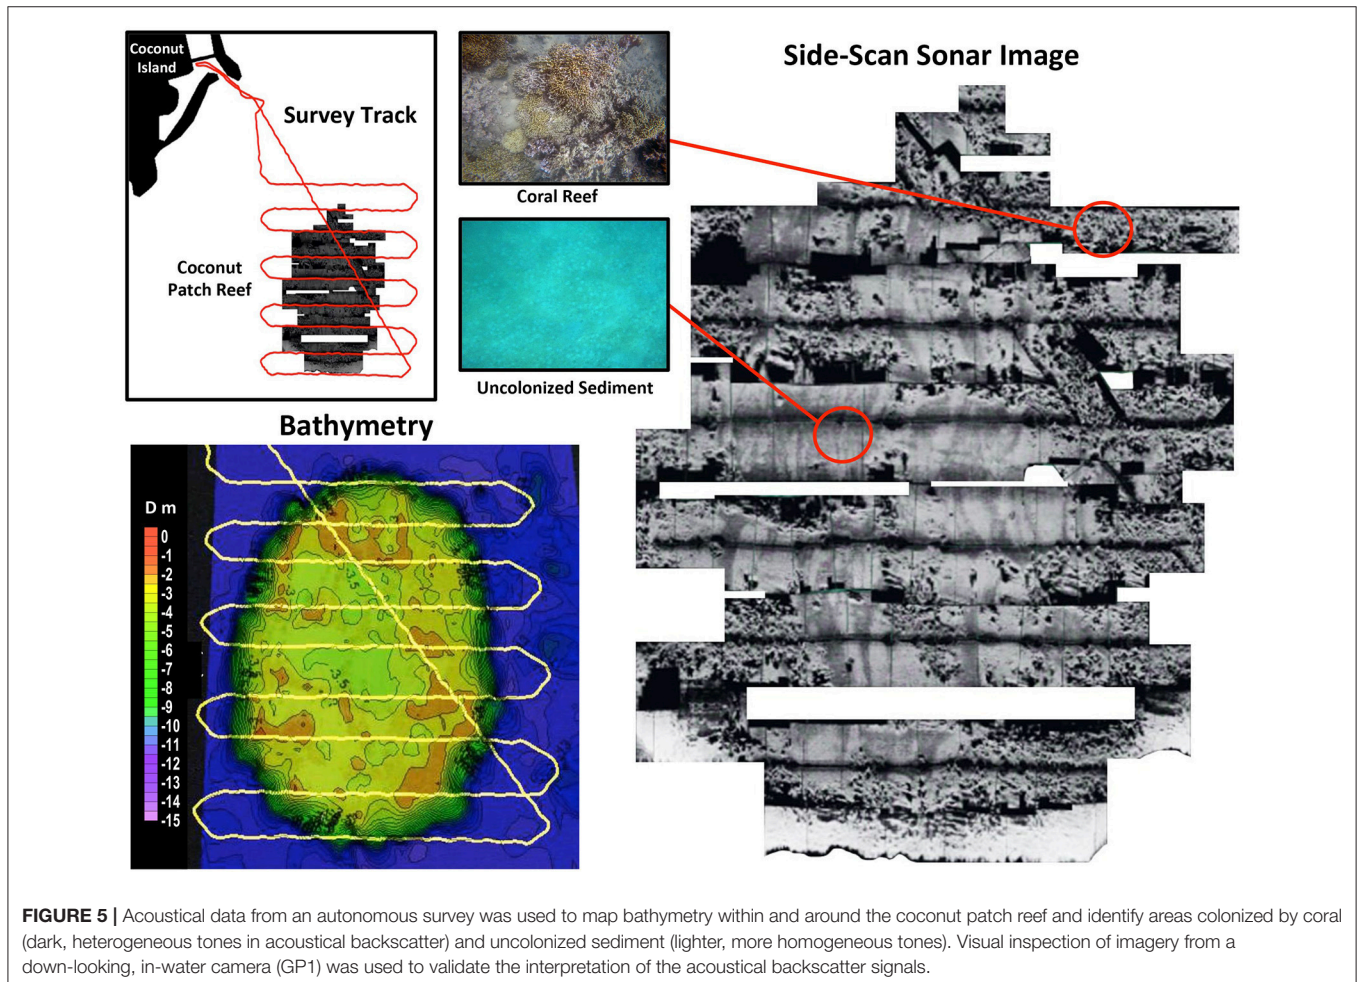 Coconut
Island
Survey Track
Coconut
Patch Reef
Coral Reef
Uncolonized Sediment
Side-Scan Sonar Image
Bathymetry
D m
0
-1
-2
-3
-4
-5
-6
-7
-8
-9
-10
-11
-12
-13
-14
-15
FIGURE 5 | Acoustical data from an autonomous survey was used to map bathymetry within and around the coconut patch reef and identify areas colonized by coral
(dark, heterogeneous tones in acoustical backscatter) and uncolonized sediment (lighter, more homogeneous tones). Visual inspection of imagery from a
down-looking, in-water camera (GP1) was used to validate the interpretation of the acoustical backscatter signals.